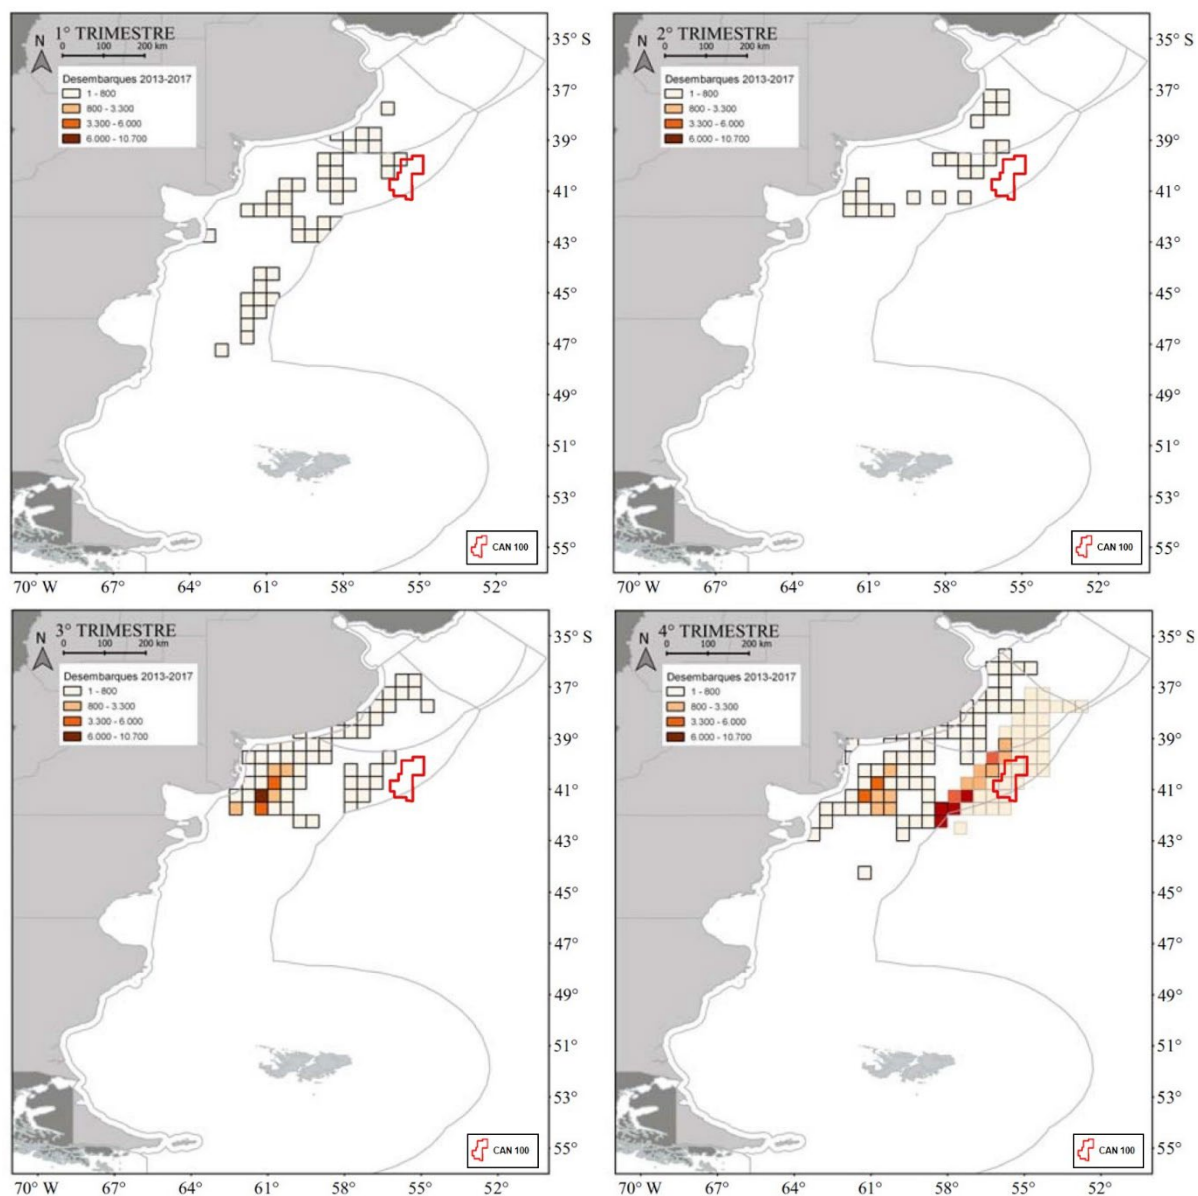 1° TRIMESTRE
N
0 100 200 km
Desembarques 2013-2017
1 - 800
800 - 3.300
3.300 - 6.000
6.000 - 10.700
35° S
37°
39°
41°
43°
45°
47°
49°
51°
53°
55°
CAN 100
70° W 67° 64° 61° 58° 55° 52°
2° TRIMESTRE
N
0 100 200 km
Desembarques 2013-2017
1 - 800
800 - 3.300
3.300 - 6.000
6.000 - 10.700
35° S
37°
39°
41°
43°
45°
47°
49°
51°
53°
55°
CAN 100
70° W 67° 64° 61° 58° 55° 52°
3° TRIMESTRE
N
0 100 200 km
Desembarques 2013-2017
1 - 800
800 - 3.300
3.300 - 6.000
6.000 - 10.700
35° S
37°
39°
41°
43°
45°
47°
49°
51°
53°
55°
CAN 100
70° W 67° 64° 61° 58° 55° 52°
4° TRIMESTRE
N
0 100 200 km
Desembarques 2013-2017
1 - 800
800 - 3.300
3.300 - 6.000
6.000 - 10.700
35° S
37°
39°
41°
43°
45°
47°
49°
51°
53°
55°
CAN 100
70° W 67° 64° 61° 58° 55° 52°